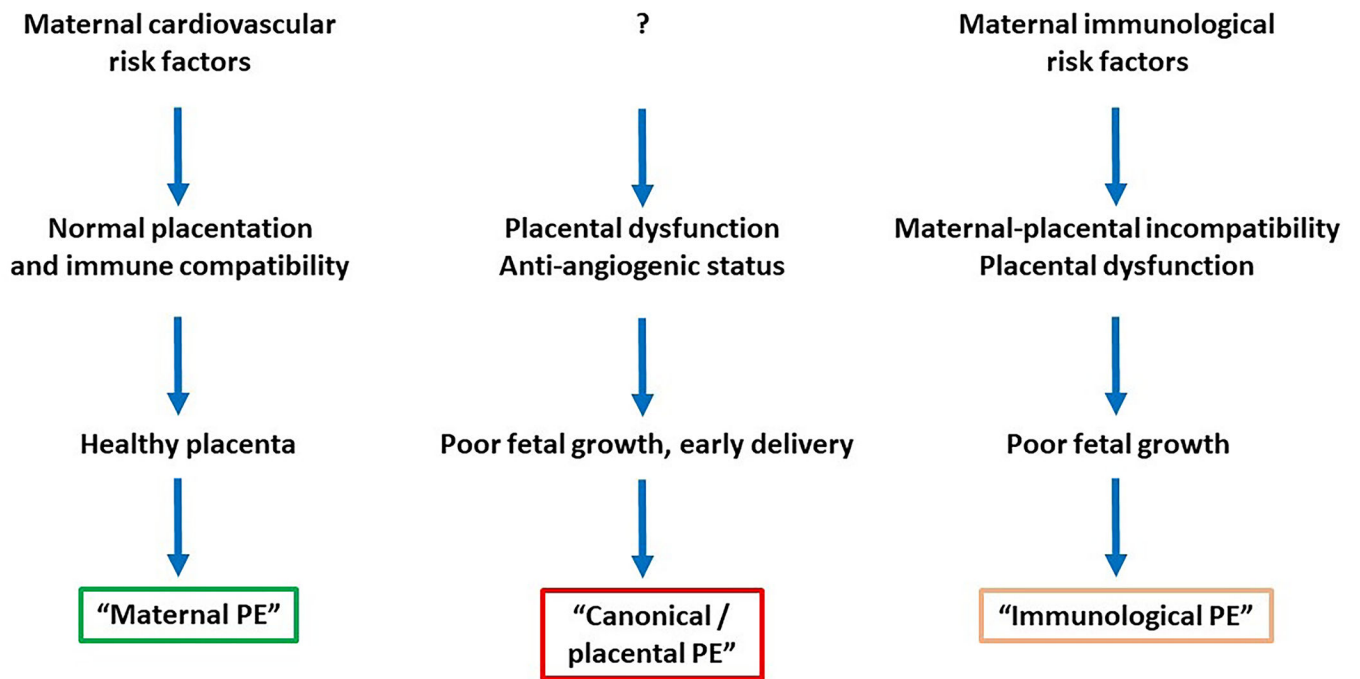 Maternal cardiovascular
risk factors
Normal placentation
and immune compatibility
Healthy placenta
“Maternal PE”
?
Placental dysfunction
Anti-angiogenic status
Poor fetal growth, early delivery
“Canonical /
placental PE”
Maternal immunological
risk factors
Maternal-placental incompatibility
Placental dysfunction
Poor fetal growth
“Immunological PE”